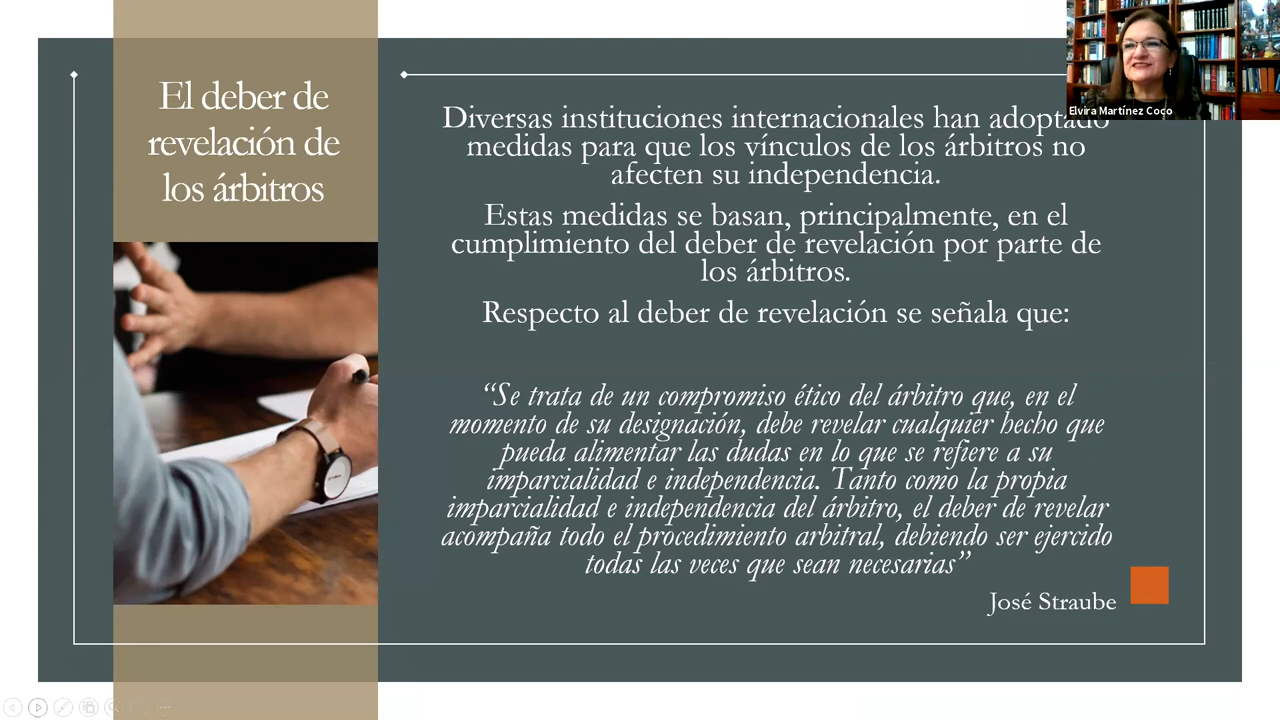 El deber de
revelación de
los árbitros
Elvira Martínez Coco
Diversas instituciones internacionales han adoptado
medidas para que los vínculos de los árbitros no
afecten su independencia.
Estas medidas se basan, principalmente, en el
cumplimiento del deber de revelación por parte de
los árbitros.
Respecto al deber de revelación se señala que:
“Se trata de un compromiso ético del árbitro que, en el
momento de su designación, debe revelar cualquier hecho que
pueda alimentar las dudas en lo que se refiere a su
imparcialidad e independencia. Tanto como la propia
imparcialidad e independencia del árbitro, el deber de revelar
acompaña todo el procedimiento arbitral, debiendo ser ejercido
todas las veces que sean necesarias”
José Straube